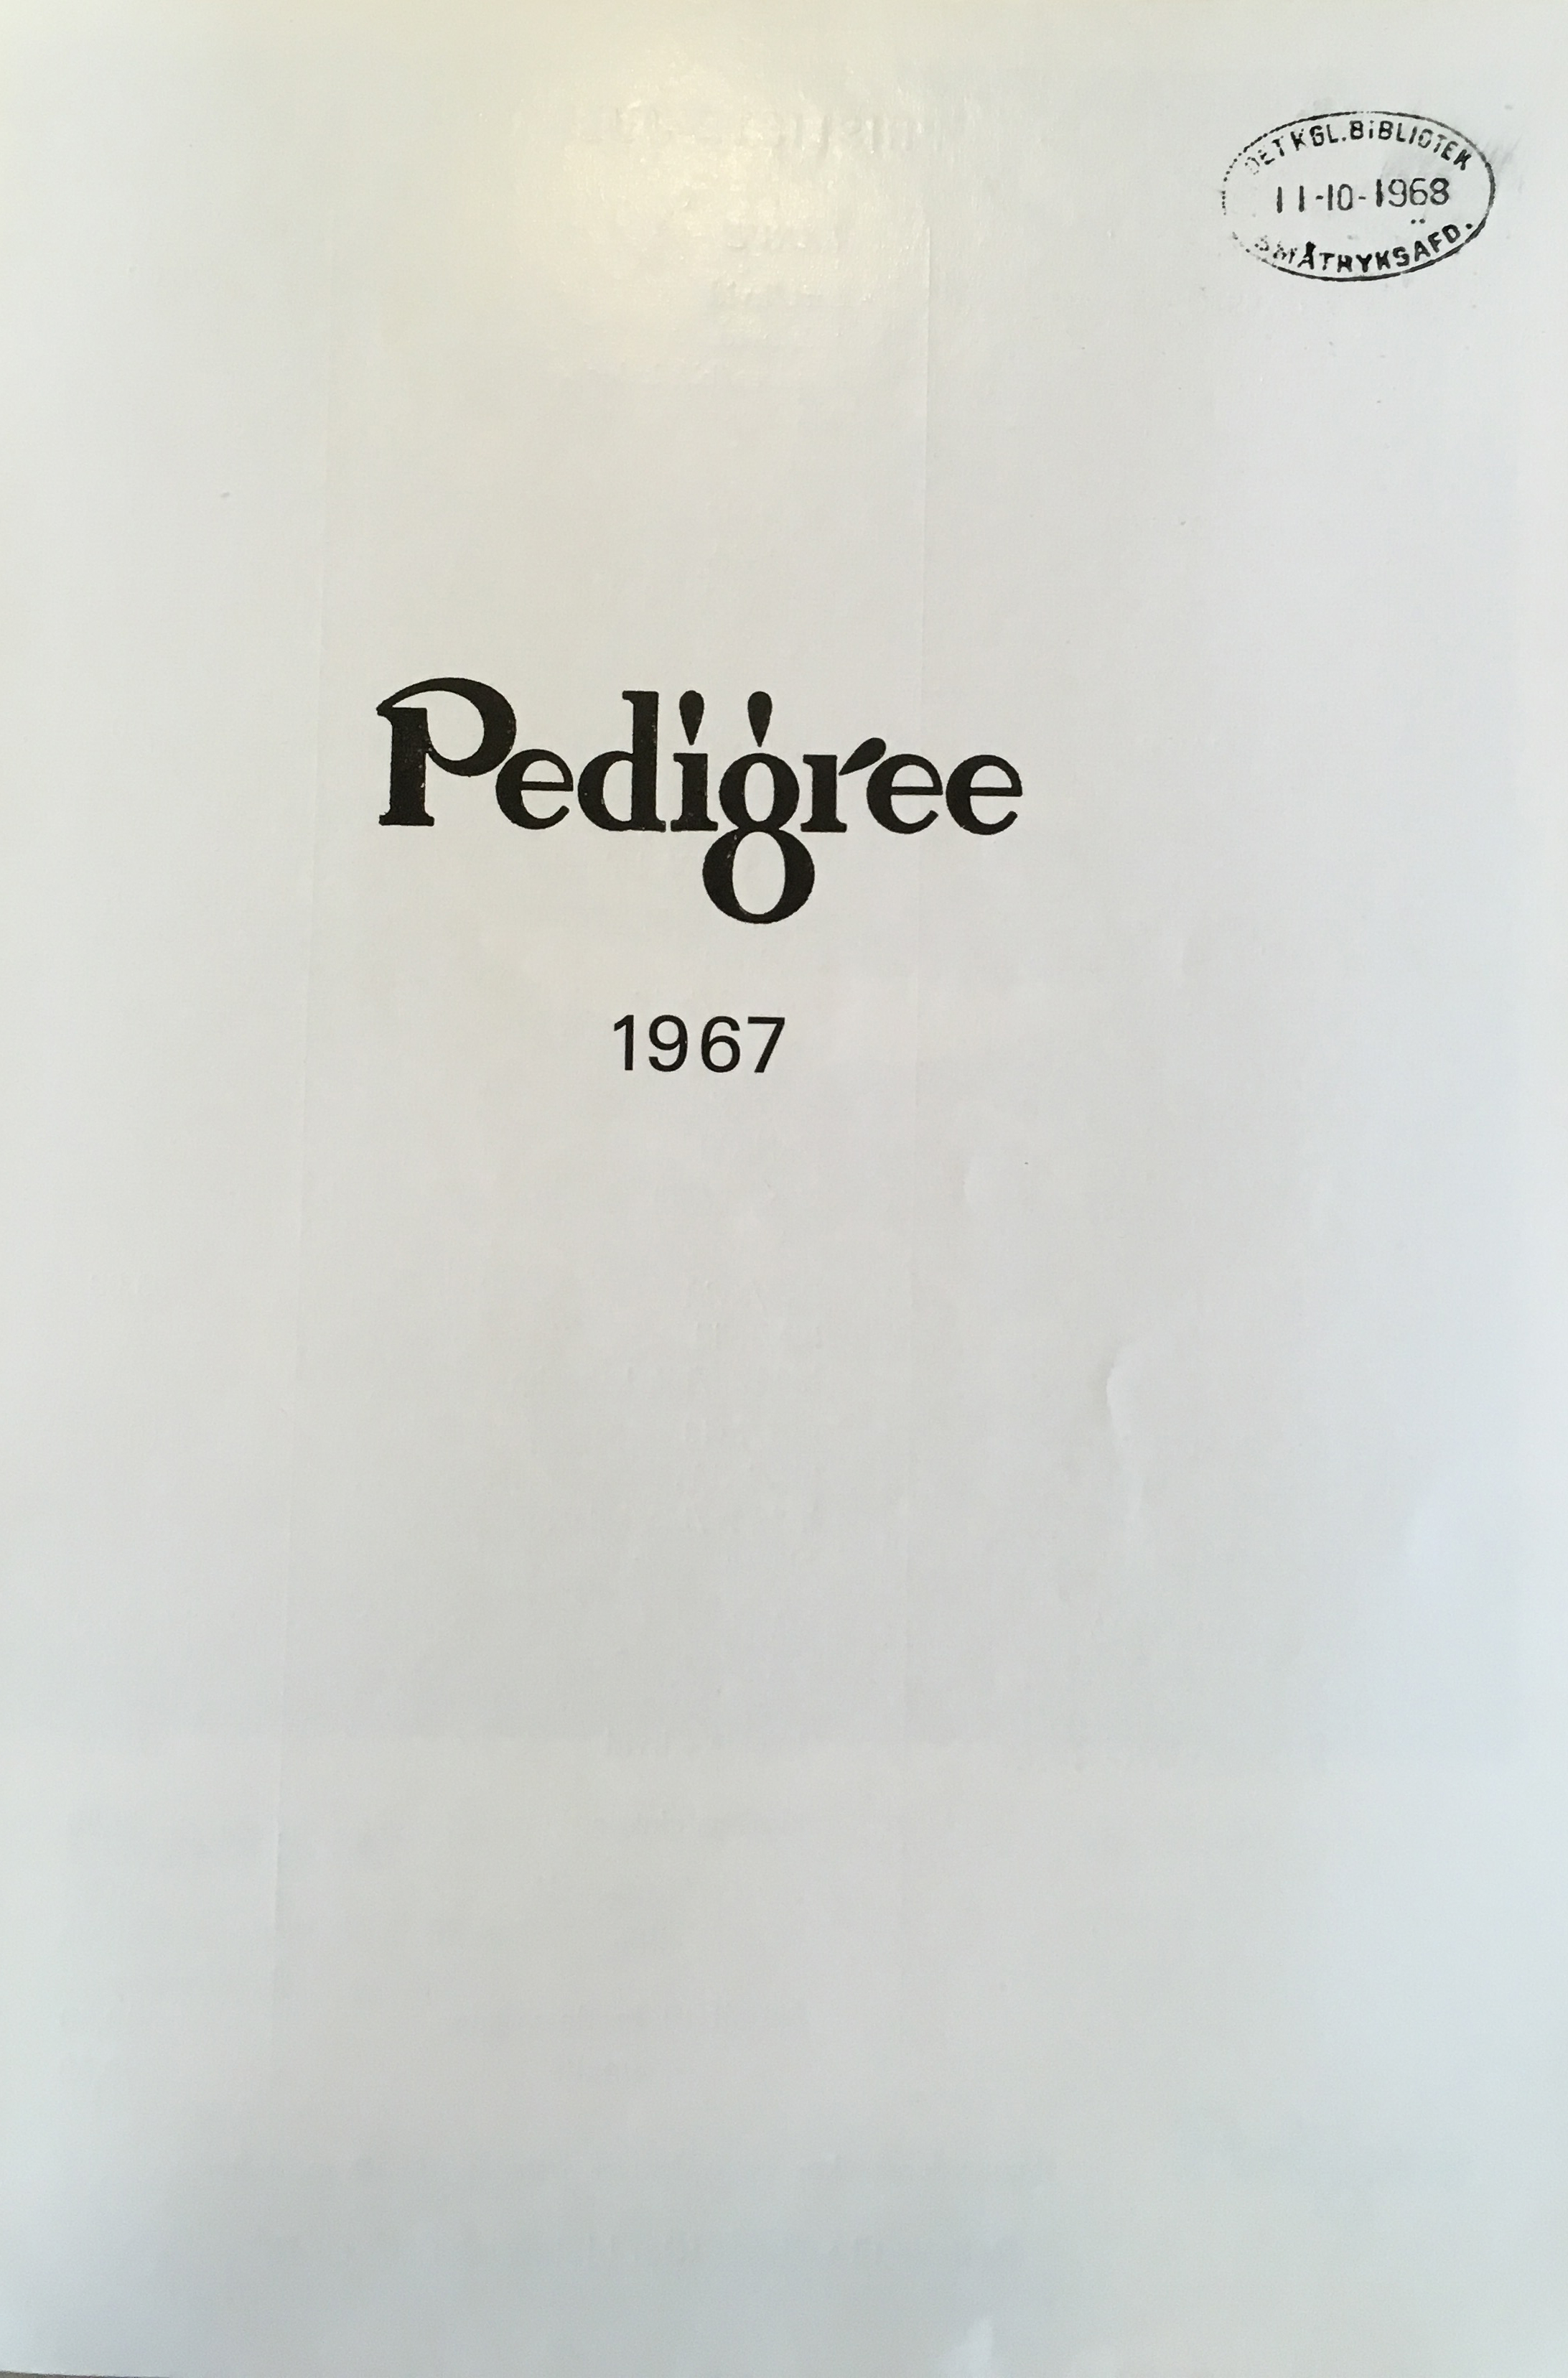 DET KGL. BIBLIOTEK
11-10-1968
SMÅTRYKSAFD.
Pedigree
1967